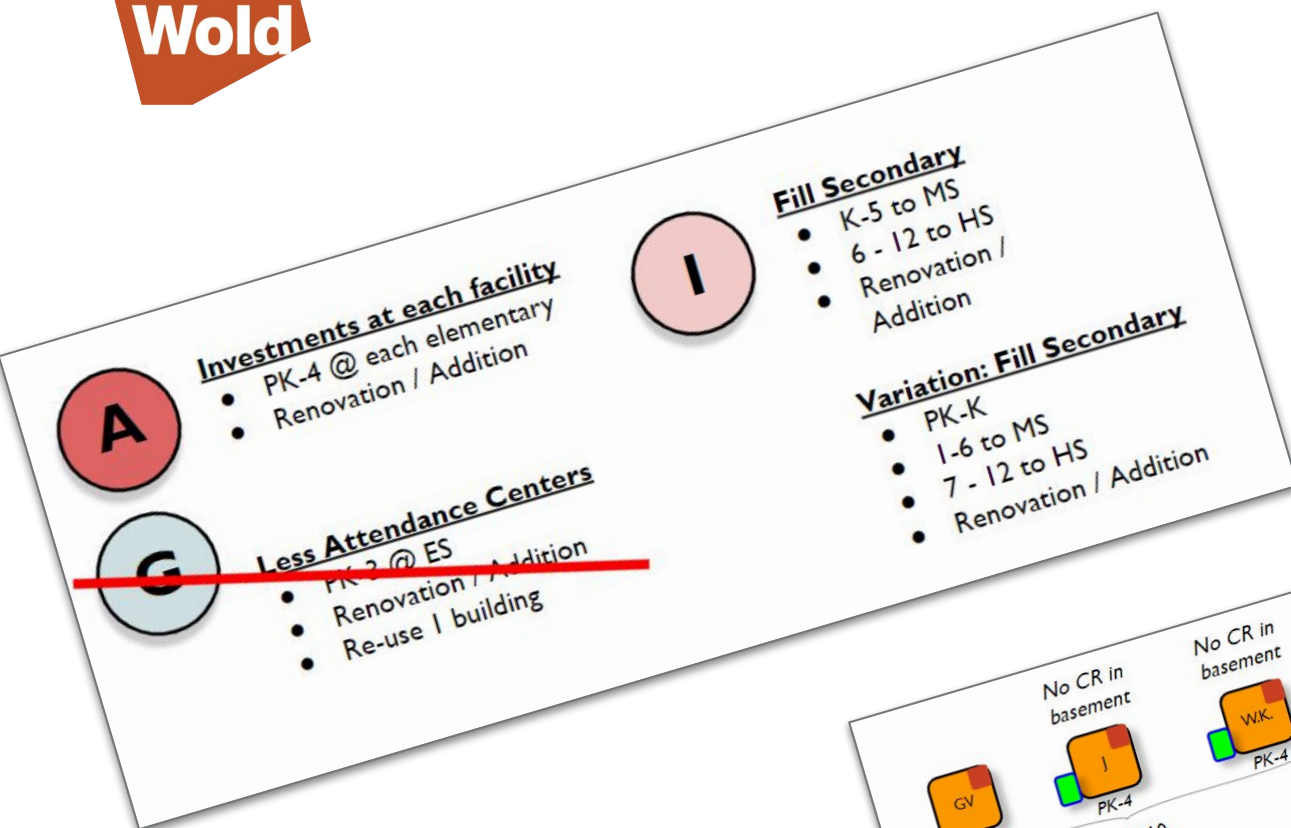 Wold
A
Investments at each facility
● PK-4 @ each elementary
● Renovation / Addition
G
Less Attendance Centers
● PK-3 @ ES
● Renovation / Addition
● Re-use 1 building
I
Fill Secondary
● K-5 to MS
● 6 - 12 to HS
● Renovation /
Addition
Variation: Fill Secondary
● PK-K
● 1-6 to MS
● 7 - 12 to HS
● Renovation / Addition
GV
No CR in
basement
J
PK-4
No CR in
basement
W.K.
PK-4